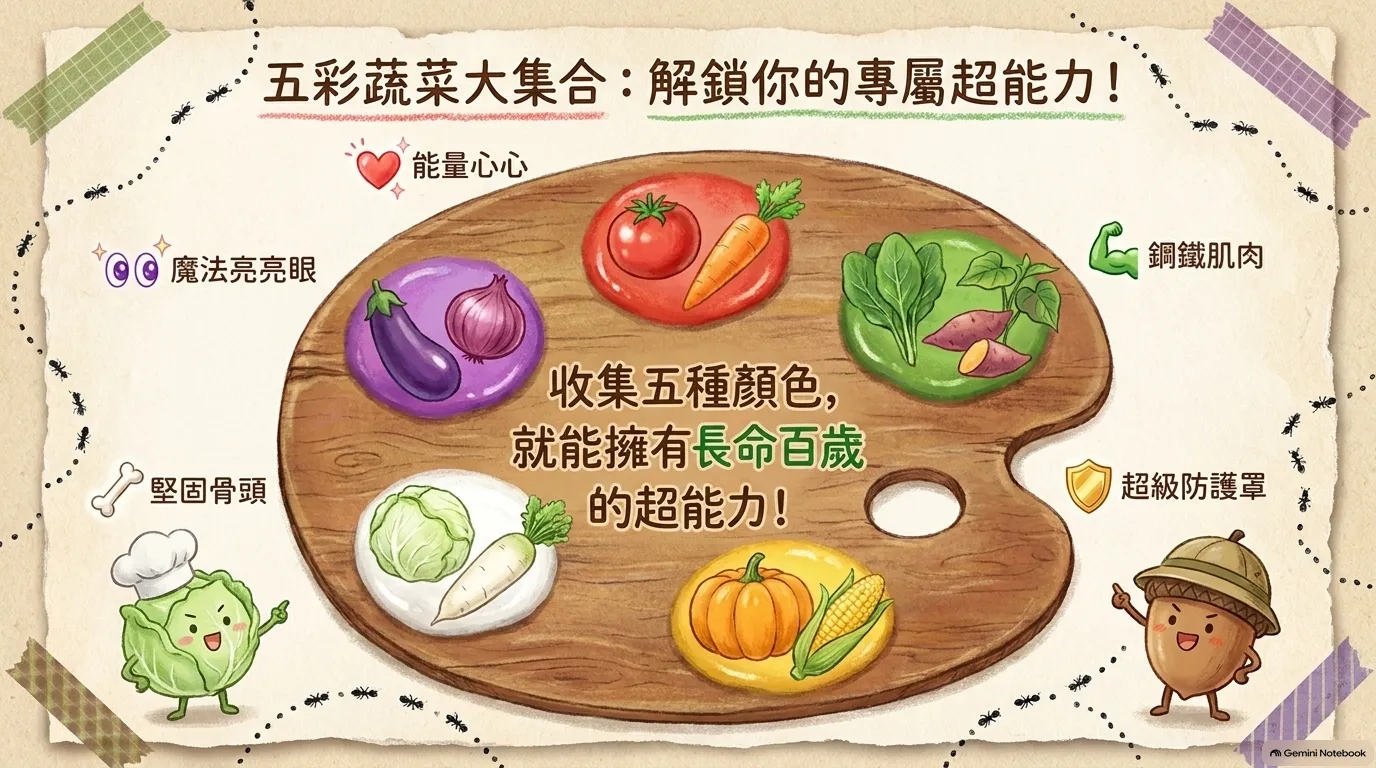 五彩蔬菜大集合：解鎖你的專屬超能力！
能量心心
魔法亮亮眼
鋼鐵肌肉
收集五種顏色，
就能擁有長命百歲
的超能力！
堅固骨頭
超級防護罩
Gemini Notebook